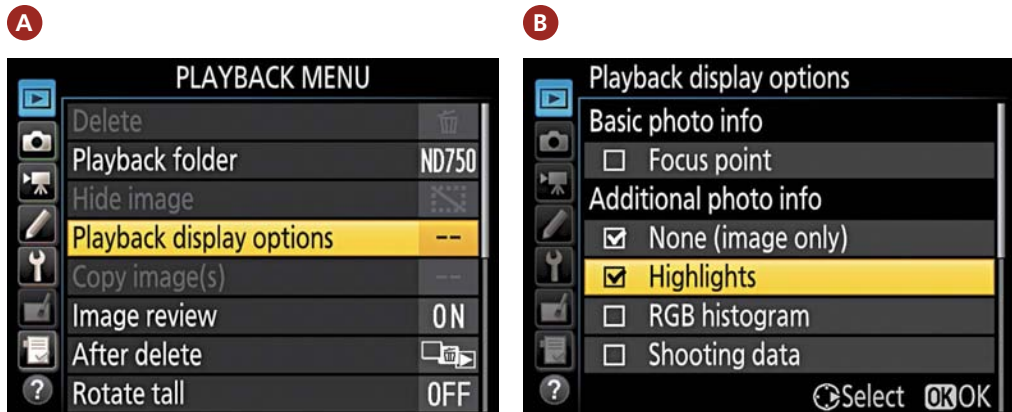 A
PLAYBACK MENU
Delete
Playback folder ND750
Hide image
Playback display options --
Copy image(s) --
Image review ON
After delete
Rotate tall OFF
?
B
Playback display options
Basic photo info
Focus point
Additional photo info
None (image only)
Highlights
RGB histogram
Shooting data
? Select OK OK